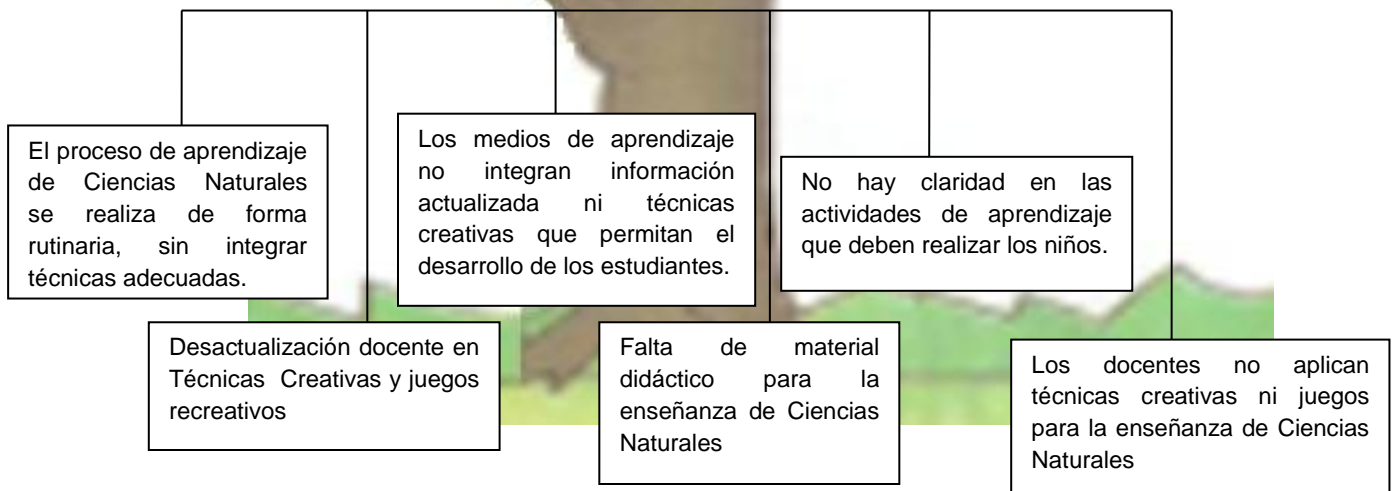 El proceso de aprendizaje
de Ciencias Naturales
se realiza de forma
rutinaria, sin integrar
técnicas adecuadas.
Los medios de aprendizaje
no integran información
actualizada ni técnicas
creativas que permitan el
desarrollo de los estudiantes.
No hay claridad en las
actividades de aprendizaje
que deben realizar los niños.
Desactualización docente en
Técnicas Creativas y juegos
recreativos
Falta de material
didáctico para la
enseñanza de Ciencias
Naturales
Los docentes no aplican
técnicas creativas ni juegos
para la enseñanza de Ciencias
Naturales